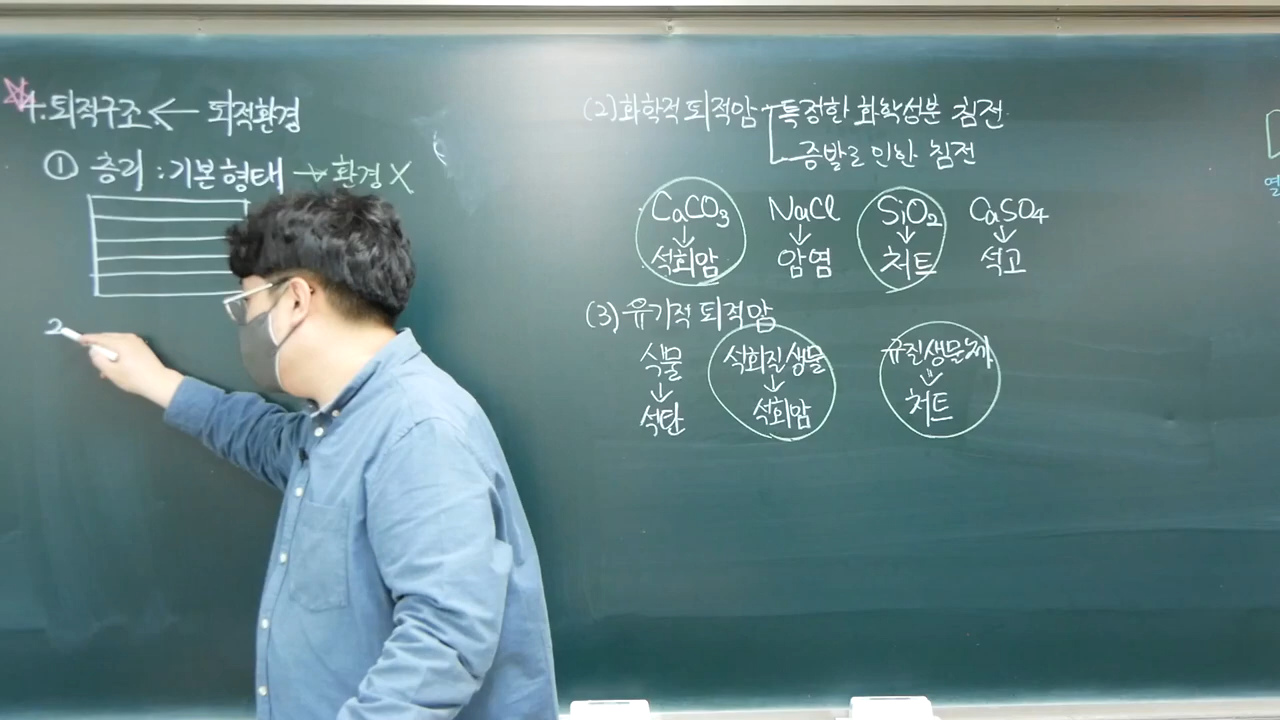 ☆4. 퇴적구조 ← 퇴적환경
① 층리 : 기본형태 → 환경 X
2
(2) 화학적 퇴적암 - 특정한 화학성분 침전
증발로 인한 침전
CaCO3 NaCl SiO2 CaSO4
↓ ↓ ↓ ↓
석회암 암염 처트 석고
(3) 유기적 퇴적암
식물 석회질생물 규질생물체
↓ ↓ ↓
석탄 석회암 처트
열